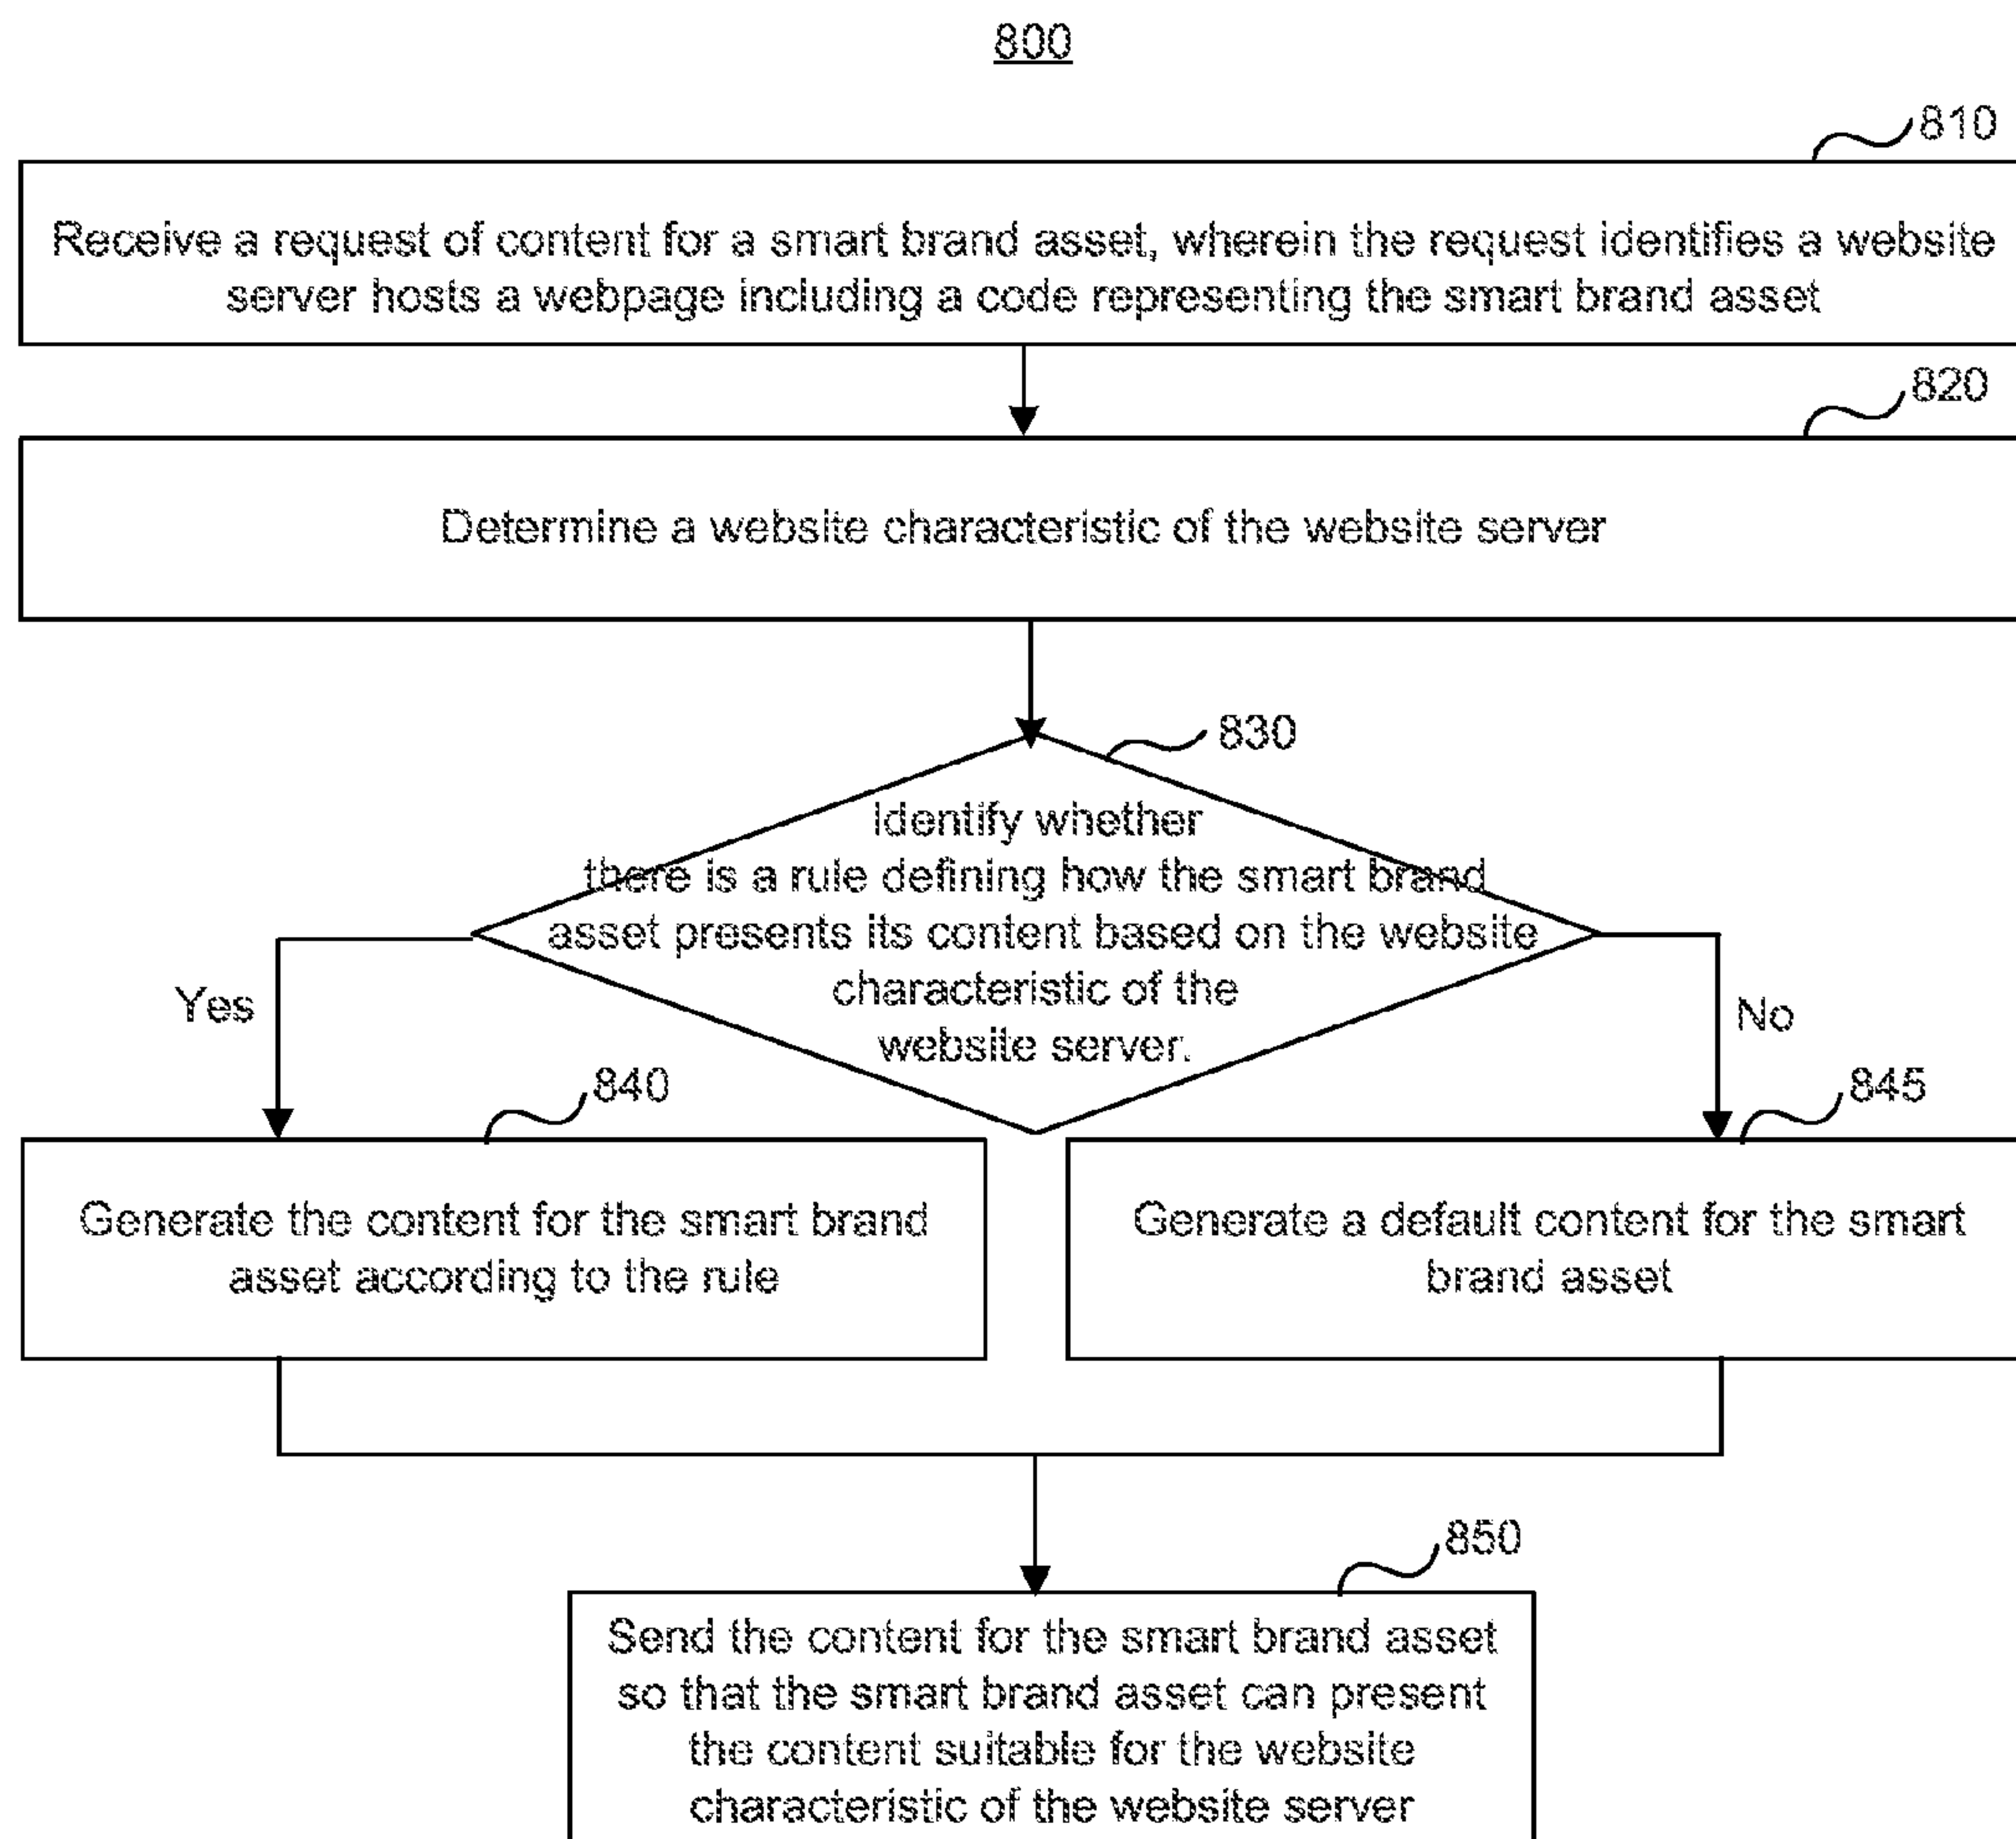 800
810
Receive a request of content for a smart brand asset, wherein the request identifies a website
server hosts a webpage including a code representing the smart brand asset
820
Determine a website characteristic of the website server
830
Identify whether
there is a rule defining how the smart brand
asset presents its content based on the website
characteristic of the
website server.
Yes
No
840
845
Generate the content for the smart brand
asset according to the rule
Generate a default content for the smart
brand asset
850
Send the content for the smart brand asset
so that the smart brand asset can present
the content suitable for the website
characteristic of the website server